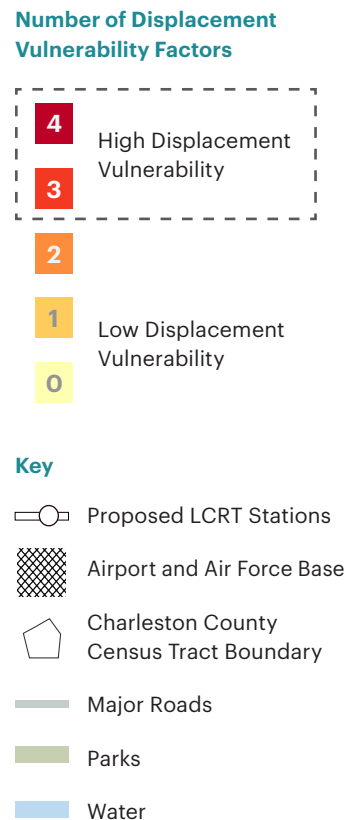 Number of Displacement
Vulnerability Factors
4
High Displacement
Vulnerability
3
2
1
Low Displacement
Vulnerability
0
Key
Proposed LCRT Stations
Airport and Air Force Base
Charleston County
Census Tract Boundary
Major Roads
Parks
Water